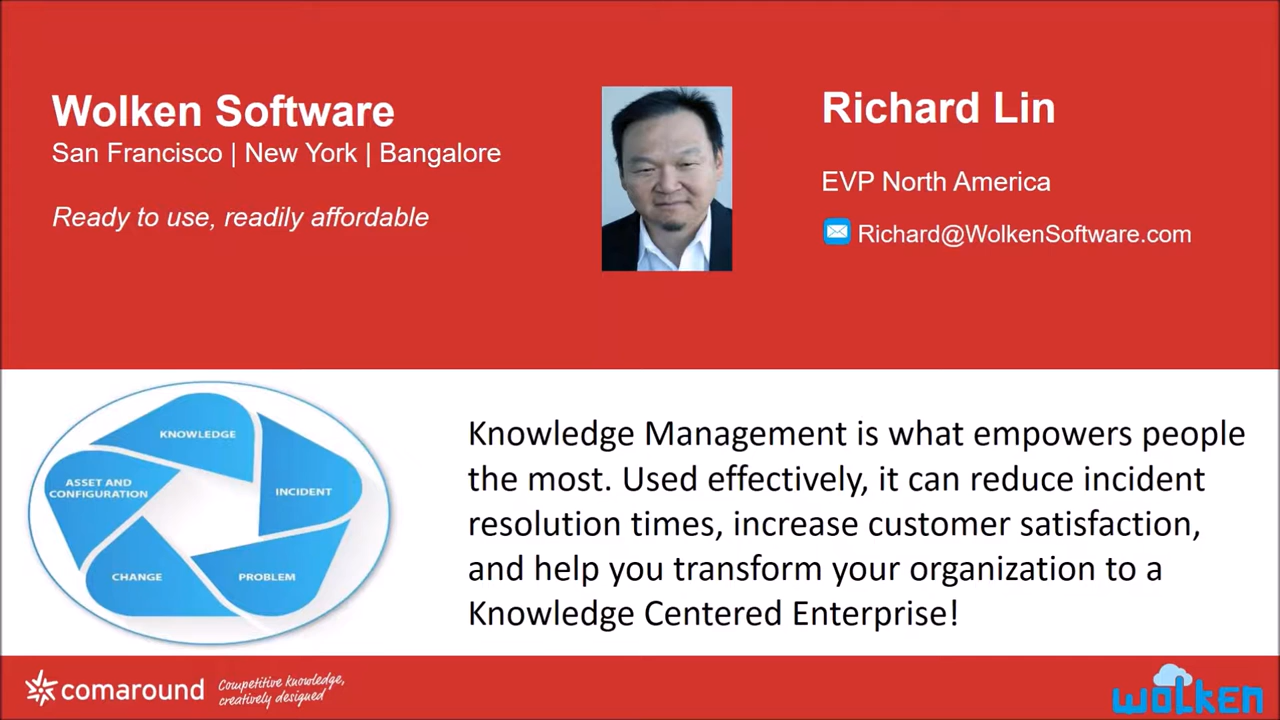 Wolken Software
San Francisco | New York | Bangalore
Ready to use, readily affordable
Richard Lin
EVP North America
Richard@WolkenSoftware.com
KNOWLEDGE
ASSET AND
CONFIGURATION
INCIDENT
CHANGE
PROBLEM
Knowledge Management is what empowers people
the most. Used effectively, it can reduce incident
resolution times, increase customer satisfaction,
and help you transform your organization to a
Knowledge Centered Enterprise!
comaround
Competitive knowledge,
creatively designed
wolken